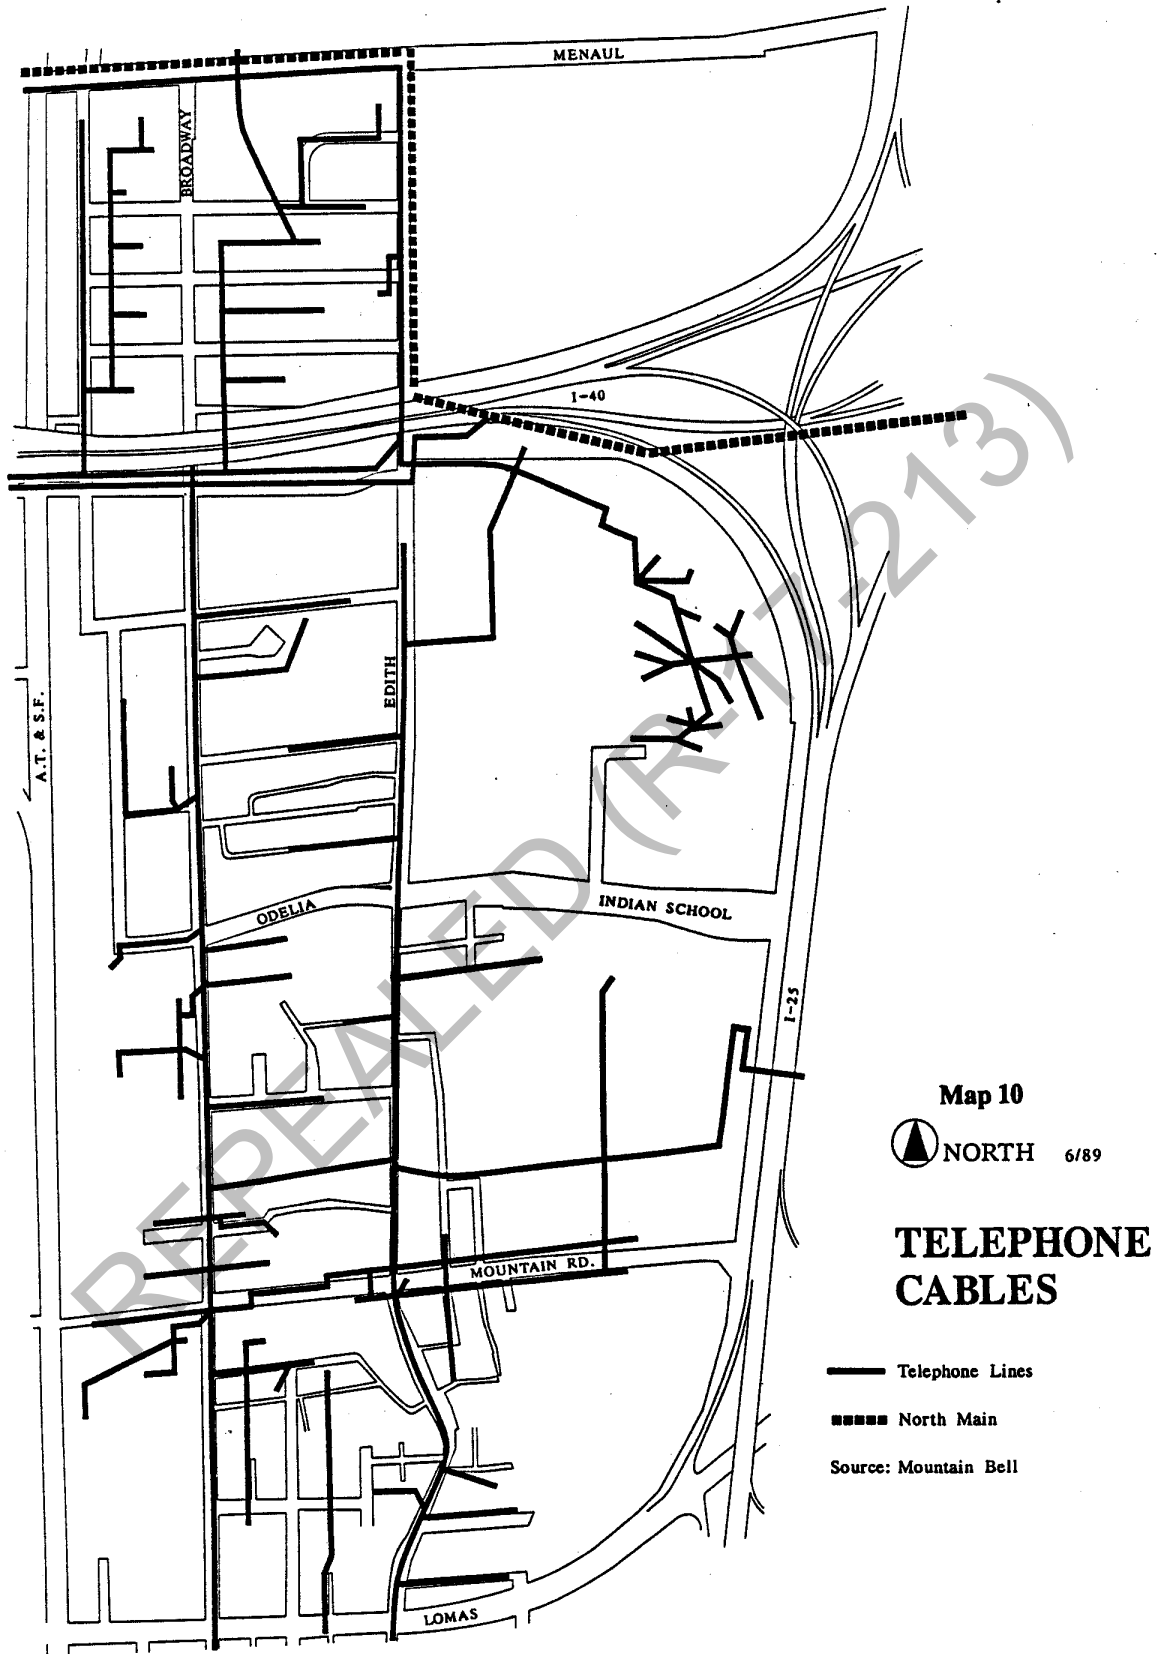 MENAUL
BROADWAY
I-40
EDITH
A.T. & S.F.
ODELIA
INDIAN SCHOOL
I-25
Map 10
NORTH 6/89
TELEPHONE
CABLES
MOUNTAIN RD.
Telephone Lines
North Main
Source: Mountain Bell
LOMAS
REPEALED (R-17-213)